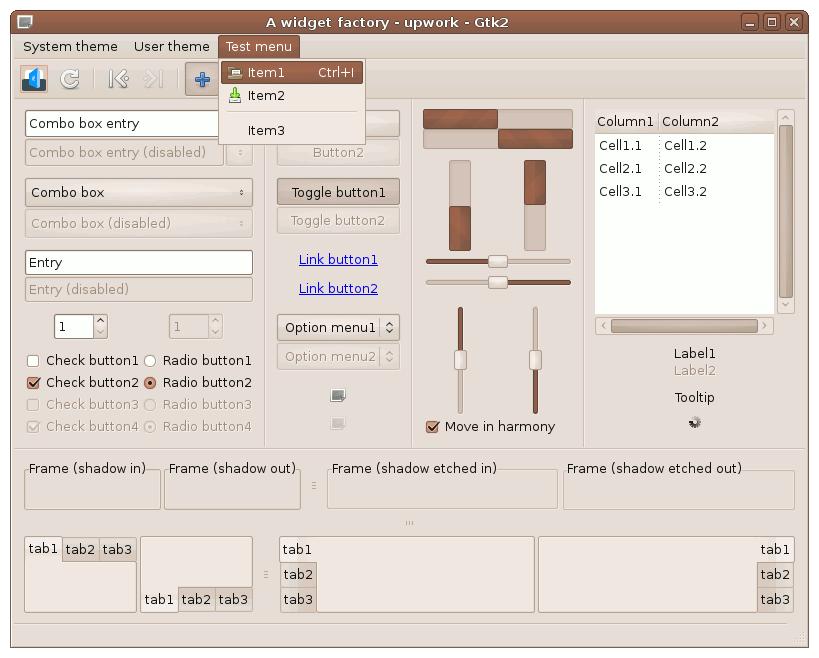 A widget factory - upwork - Gtk2
System theme User theme Test menu
Item1 Ctrl+I
Item2
Item3
Combo box entry
Combo box entry (disabled)
Combo box
Combo box (disabled)
Entry
Entry (disabled)
1 1
Check button1 Radio button1
Check button2 Radio button2
Check button3 Radio button3
Check button4 Radio button4
Button2
Toggle button1
Toggle button2
Link button1
Link button2
Option menu1
Option menu2
Move in harmony
Column1 Column2
Cell1.1 Cell1.2
Cell2.1 Cell2.2
Cell3.1 Cell3.2
Label1
Label2
Tooltip
Frame (shadow in) Frame (shadow out) Frame (shadow etched in) Frame (shadow etched out)
tab1 tab2 tab3
tab1 tab2 tab3
tab1
tab2
tab3
tab1
tab2
tab3